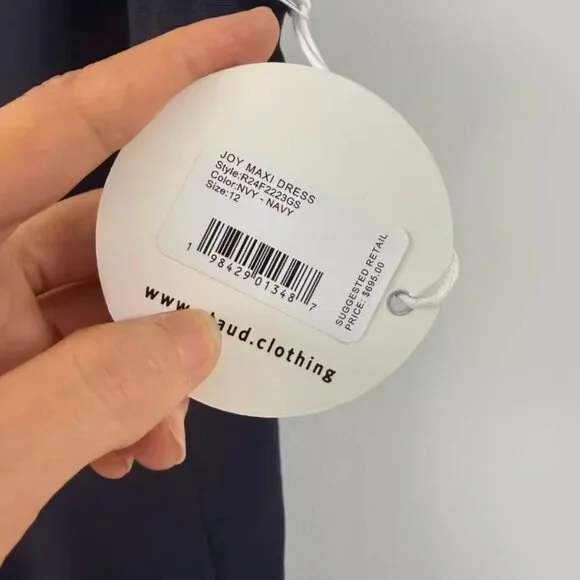 JOY MAXI DRESS
Style:R24F2223GS
Color:NVY - NAVY
Size:12
1 98429 01348 7
SUGGESTED RETAIL
PRICE: $695.00
www. taud.clothing